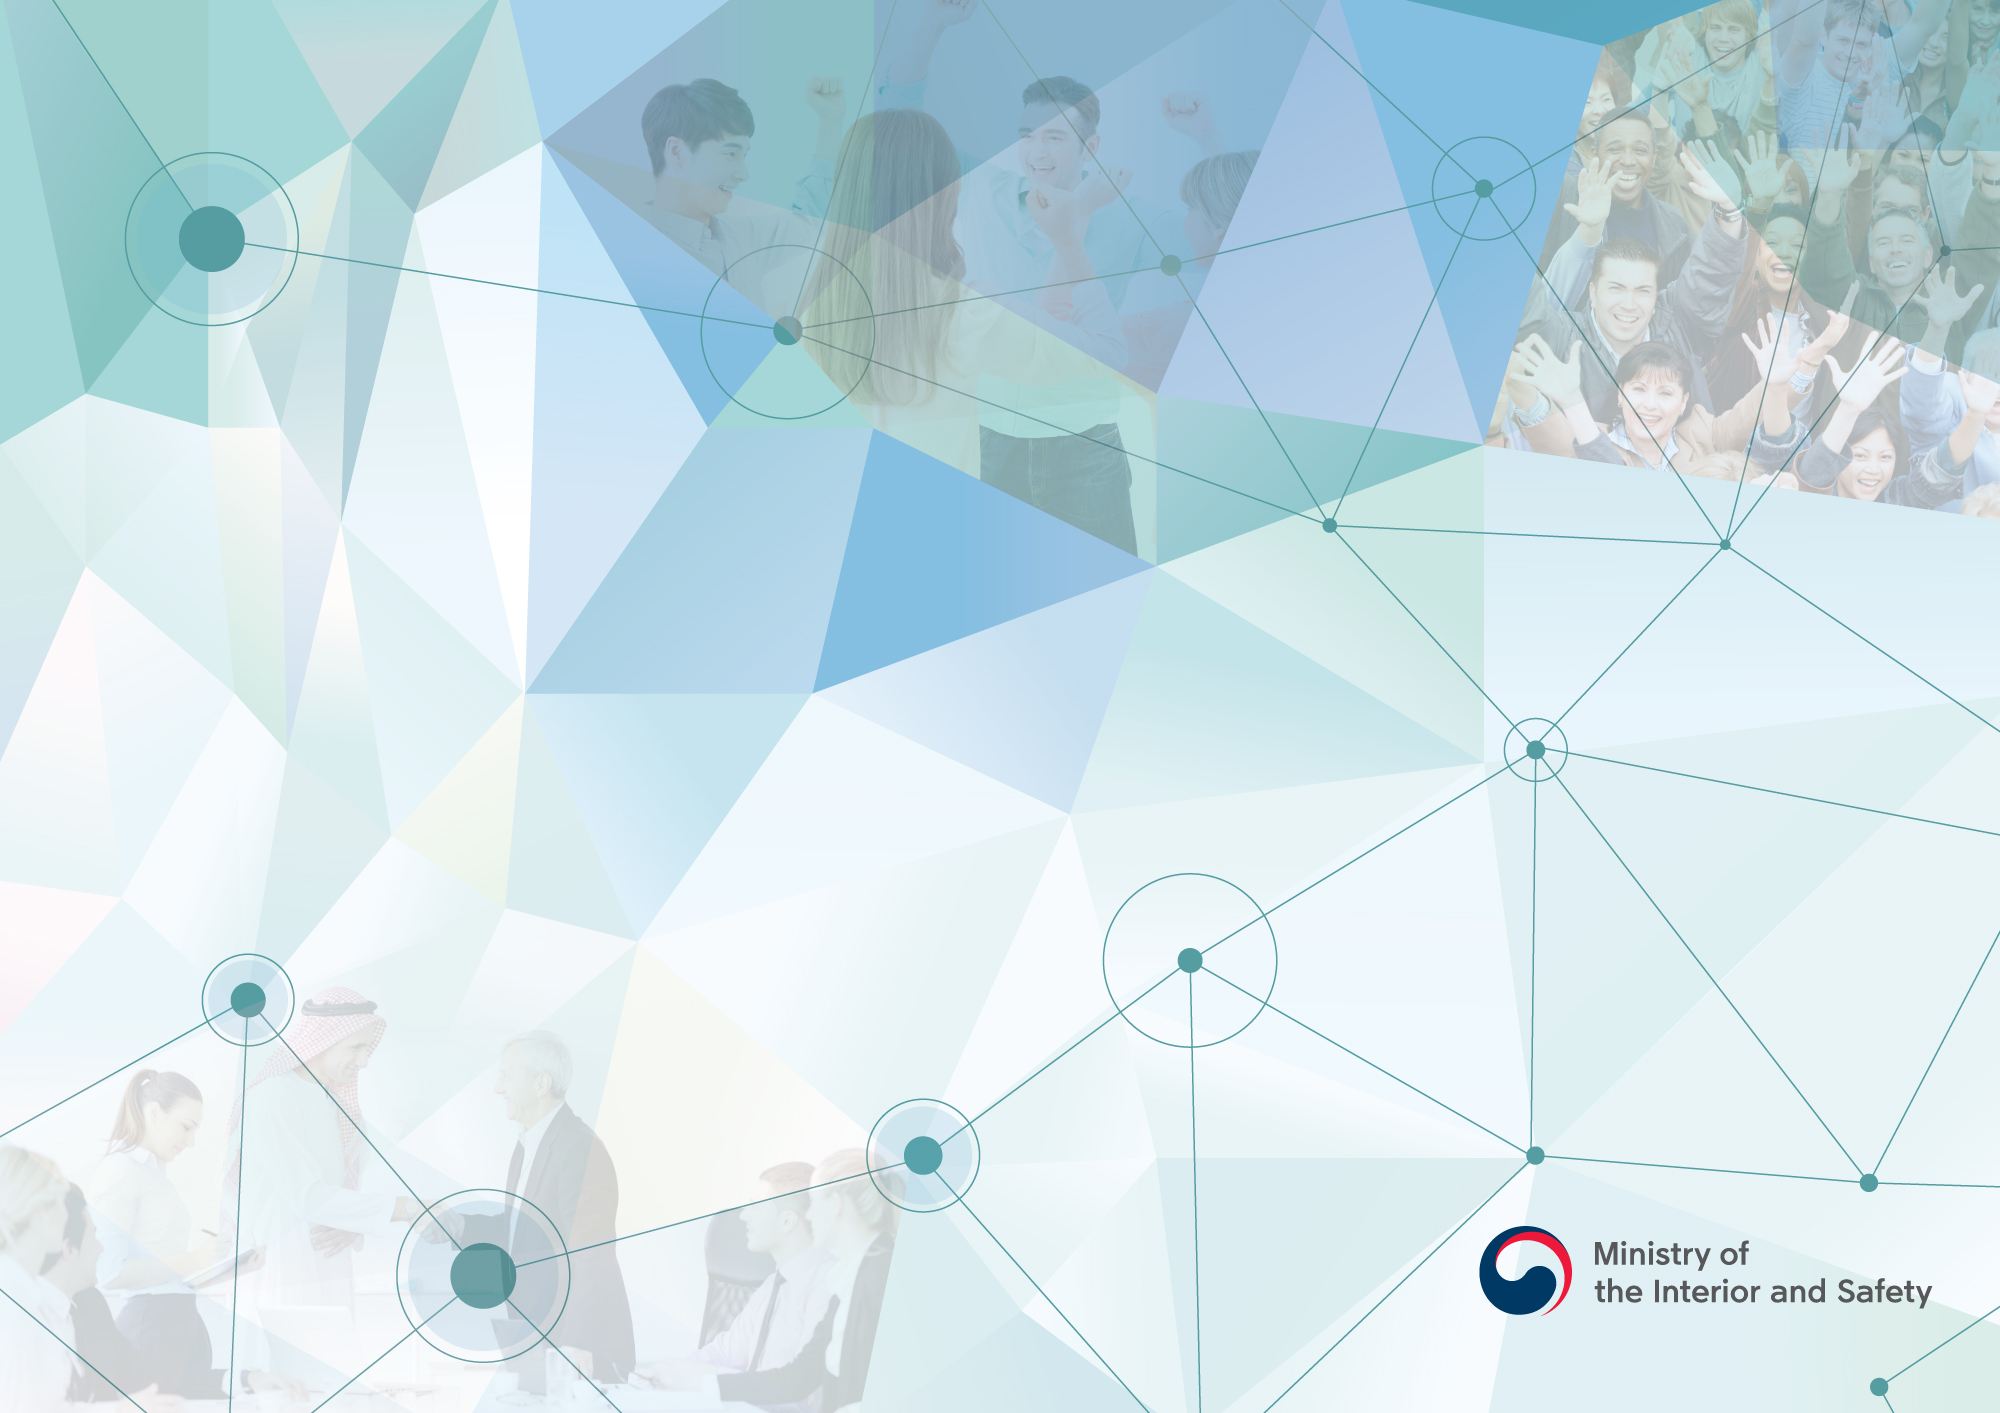 Ministry of
the Interior and Safety